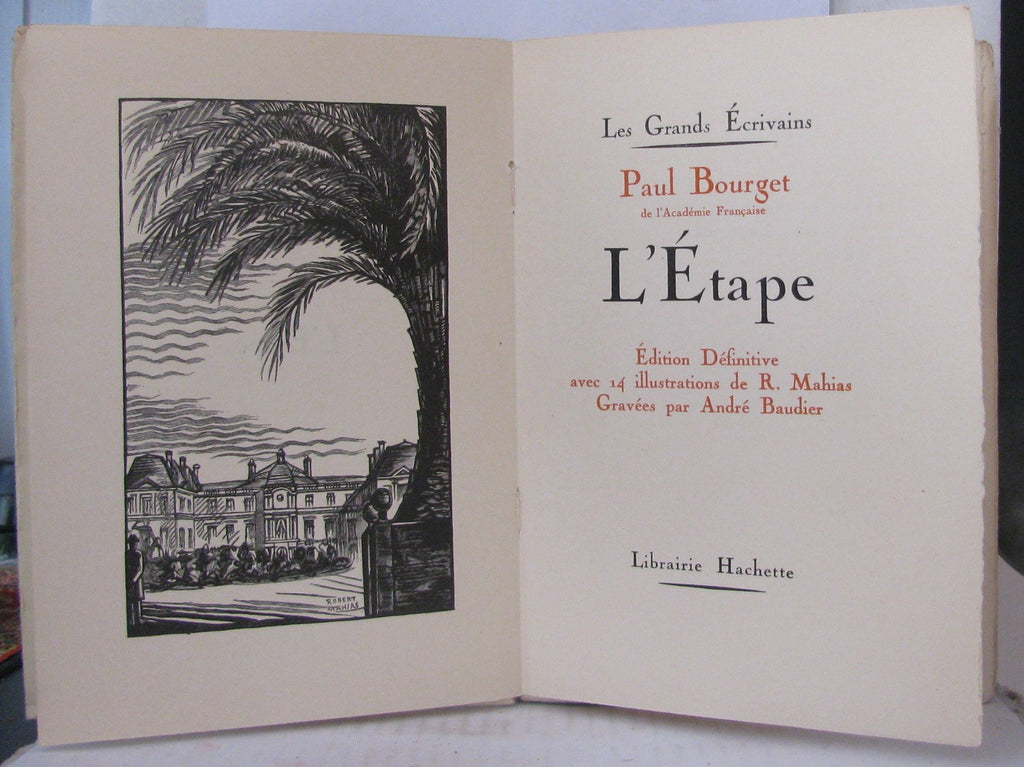 ROBERT
MAHIAS
Les Grands Écrivains
Paul Bourget
de l'Académie Française
L'Étape
Édition Définitive
avec 14 illustrations de R. Mahias
Gravées par André Baudier
Librairie Hachette